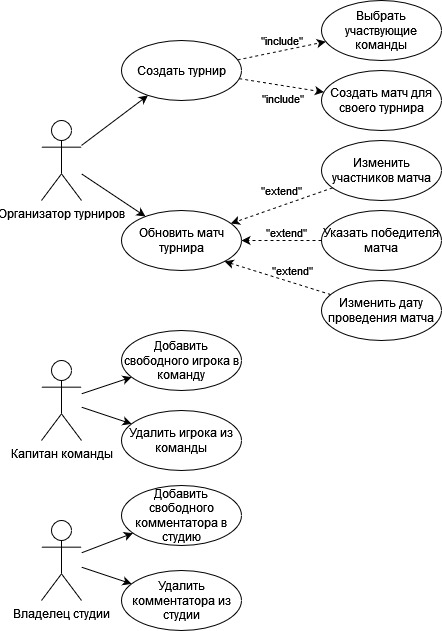 Выбрать
участвующие
команды
"include"
Создать турнир
"include"
Создать матч для
своего турнира
Организатор турниров
Изменить
участников матча
"extend"
Обновить матч
турнира
"extend"
Указать победителя
матча
"extend"
Изменить дату
проведения матча
Добавить
свободного игрока в
команду
Капитан команды
Удалить игрока из
команды
Добавить
свободного
комментатора в
студию
Владелец студии
Удалить
комментатора из
студии